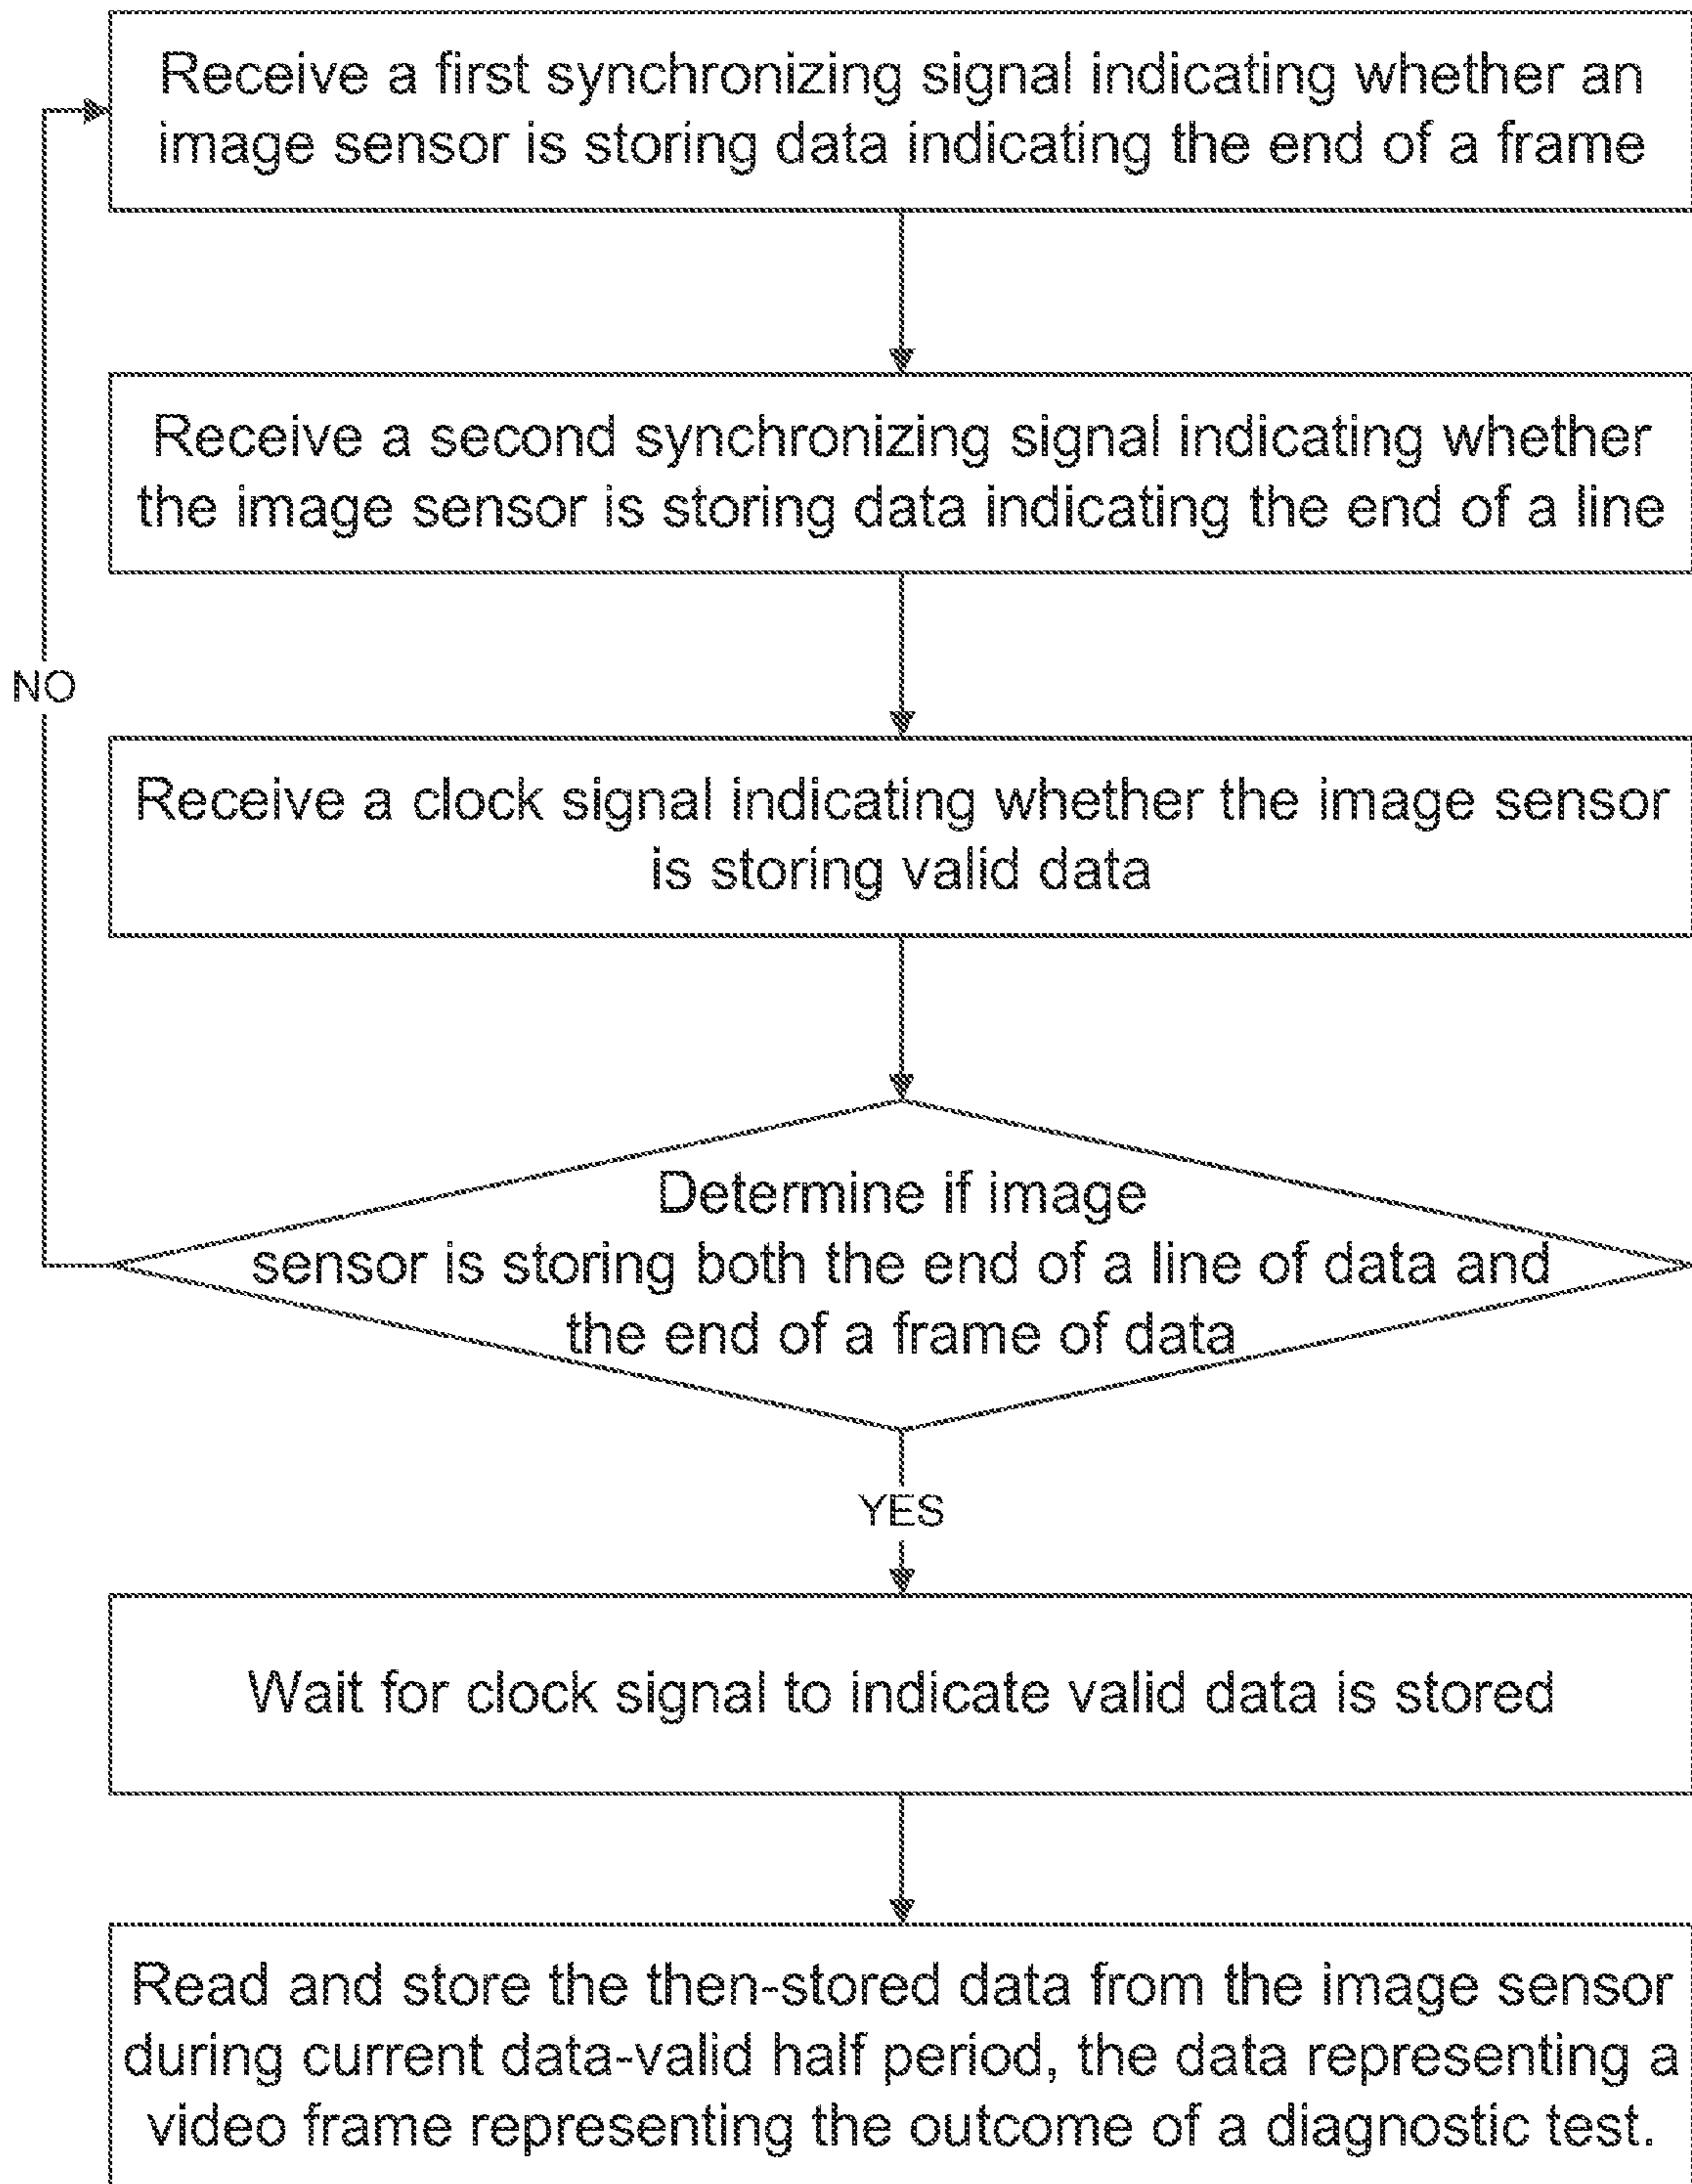 Receive a first synchronizing signal indicating whether an
image sensor is storing data indicating the end of a frame
Receive a second synchronizing signal indicating whether
the image sensor is storing data indicating the end of a line
NO
Receive a clock signal indicating whether the image sensor
is storing valid data
Determine if image
sensor is storing both the end of a line of data and
the end of a frame of data
YES
Wait for clock signal to indicate valid data is stored
Read and store the then-stored data from the image sensor
during current data-valid half period, the data representing a
video frame representing the outcome of a diagnostic test.